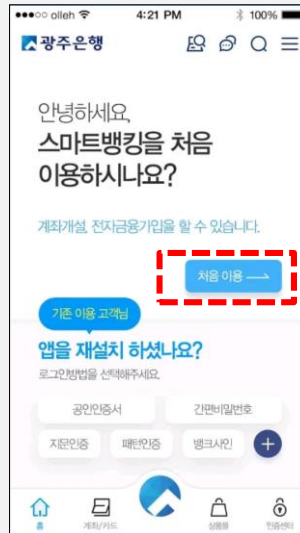 olleh 4:21 PM 100%
광주은행
안녕하세요,
스마트뱅킹을 처음
이용하시나요?
계좌개설, 전자금융가입을 할 수 있습니다.
처음 이용
기존 이용 고객님
앱을 재설치 하셨나요?
로그인방법을 선택해주세요.
공인인증서 간편비밀번호
지문인증 패턴인증 뱅크사인
홈 계좌/카드 상품몰 인증센터